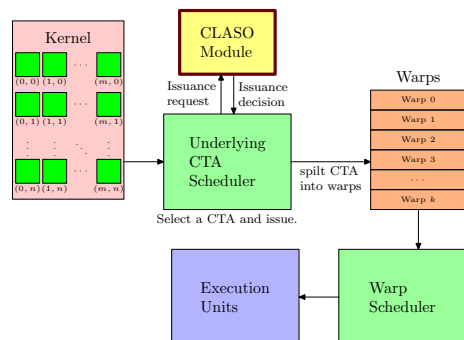 Kernel
(0, 0) (1, 0) ··· (m, 0)
(0, 1) (1, 1) ··· (m, 1)
(0, n) (1, n) ··· (m, n)
CLASO
Module
Issuance
request
Issuance
decision
Underlying
CTA
Scheduler
Select a CTA and issue.
spilt CTA
into warps
Warps
Warp 0
Warp 1
Warp 2
Warp 3
···
Warp k
Execution
Units
Warp
Scheduler